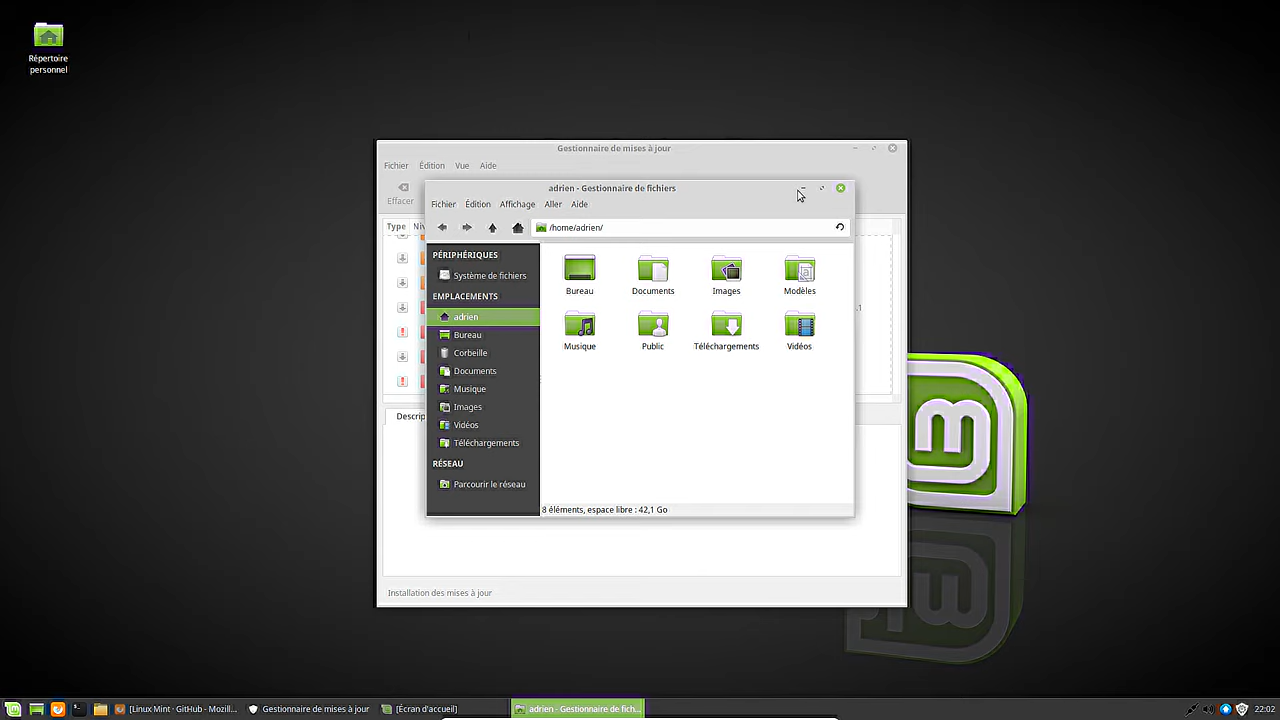 Répertoire
personnel
Gestionnaire de mises à jour
Fichier Édition Vue Aide
Effacer
Type
adrien - Gestionnaire de fichiers
Fichier Édition Affichage Aller Aide
/home/adrien/
PÉRIPHÉRIQUES
Système de fichiers
EMPLACEMENTS
adrien
Bureau
Corbeille
Documents
Musique
Images
Vidéos
Téléchargements
RÉSEAU
Parcourir le réseau
Bureau Documents Images Modèles
Musique Public Téléchargements Vidéos
8 éléments, espace libre : 42,1 Go
Descrip
Installation des mises à jour
[Linux Mint · GitHub - Mozill... Gestionnaire de mises à jour [Écran d'accueil] adrien - Gestionnaire de fich... 22:02